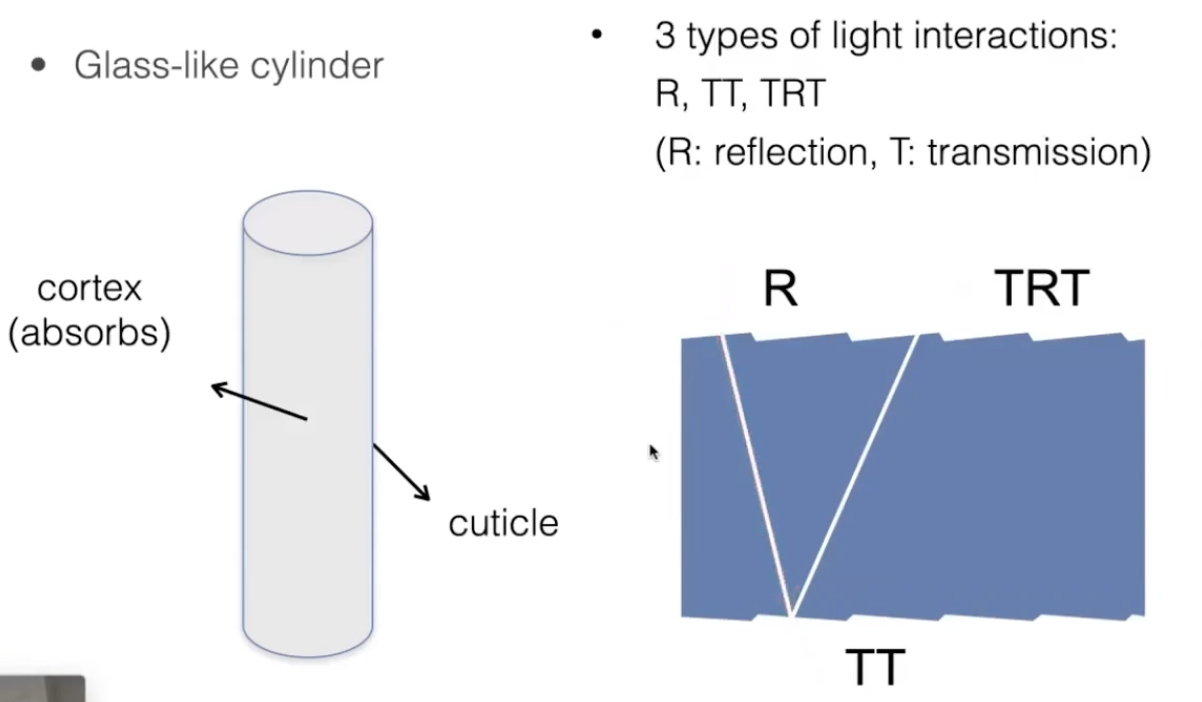 • Glass-like cylinder
cortex
(absorbs)
cuticle
• 3 types of light interactions:
R, TT, TRT
(R: reflection, T: transmission)
R
TRT
TT